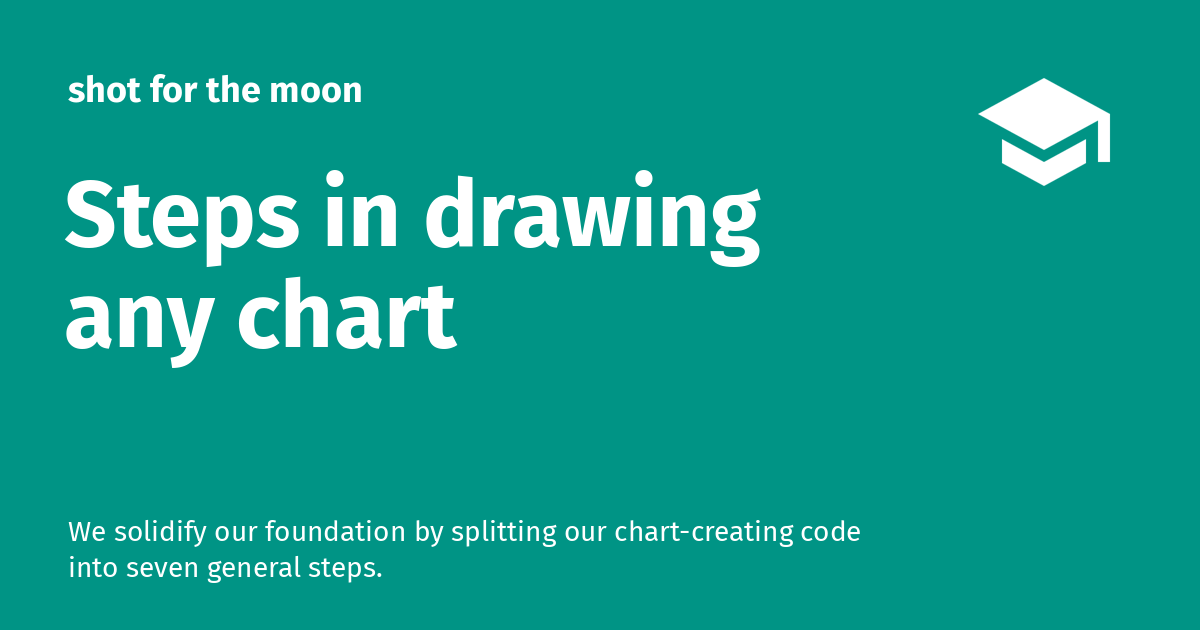 shot for the moon
Steps in drawing
any chart
We solidify our foundation by splitting our chart-creating code
into seven general steps.